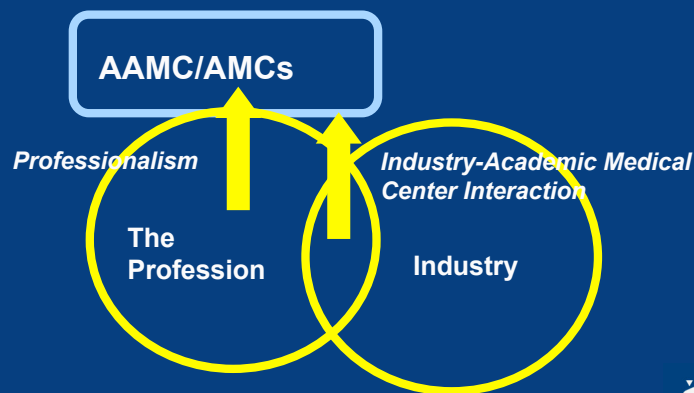 AAMC/AMCs
Professionalism
Industry-Academic Medical
Center Interaction
The
Profession
Industry